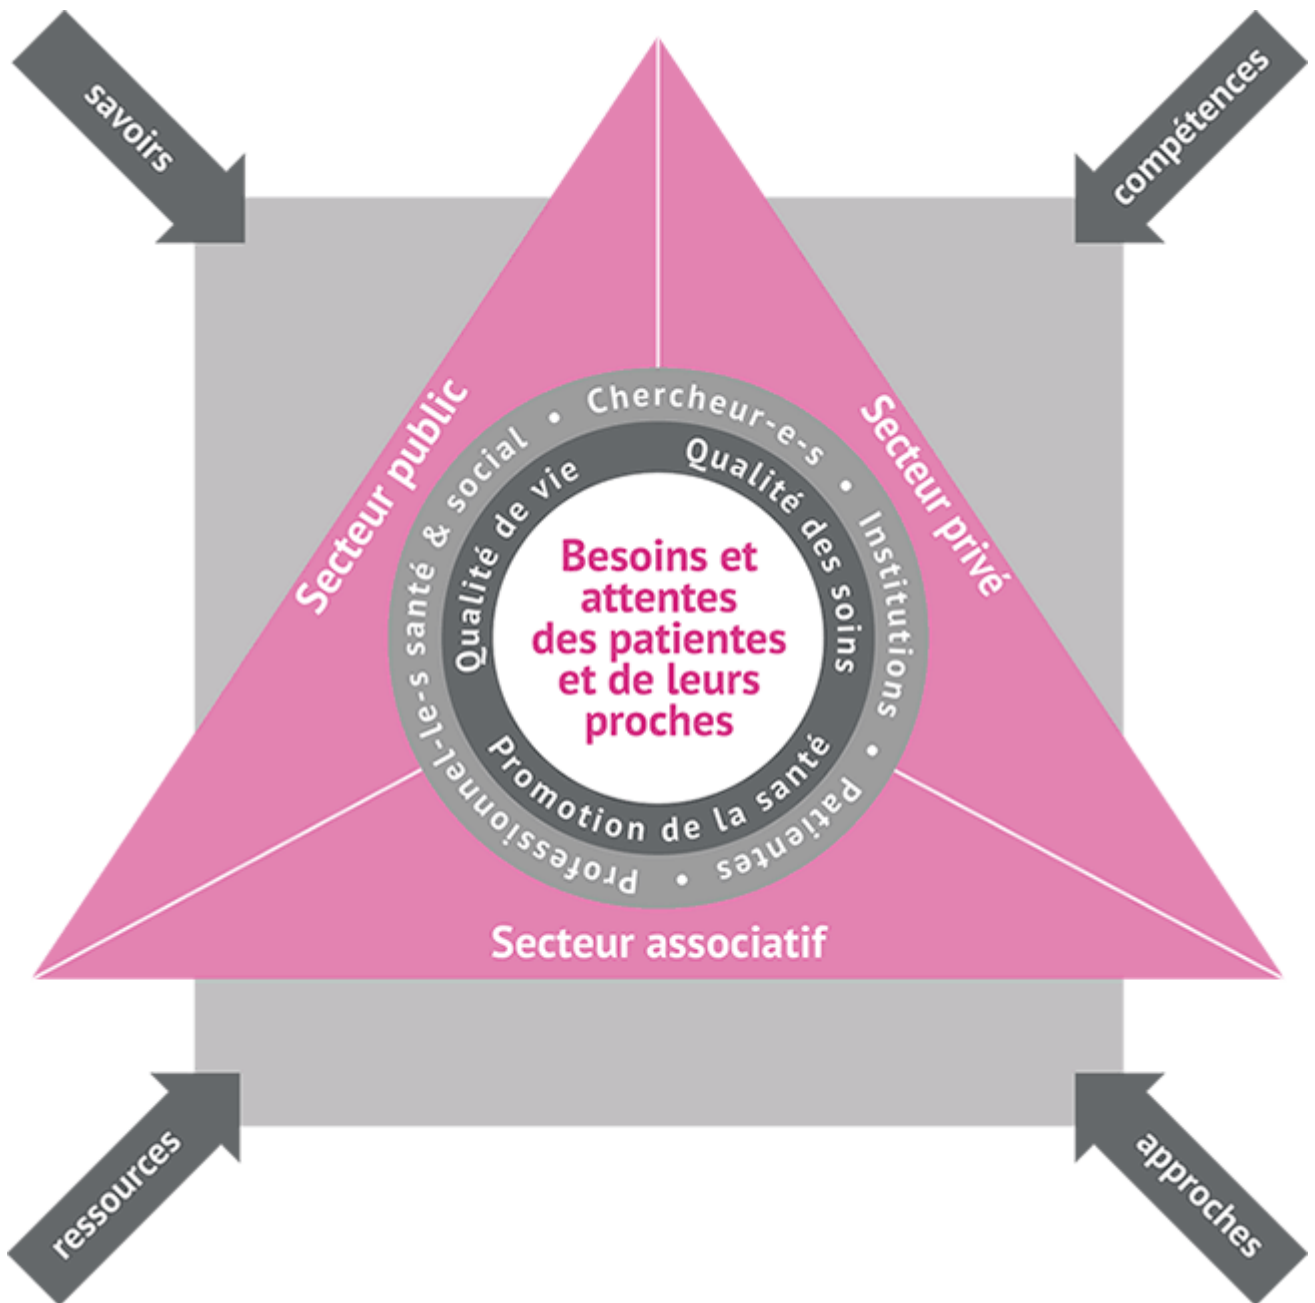 savoirs
compétences
Secteur public
Secteur privé
Chercheur-e-s • Institutions • Patientes • Professionnel-le-s santé & social •
Qualité de vie
Qualité des soins
Promotion de la santé
Besoins et
attentes
des patientes
et de leurs
proches
Secteur associatif
ressources
approches